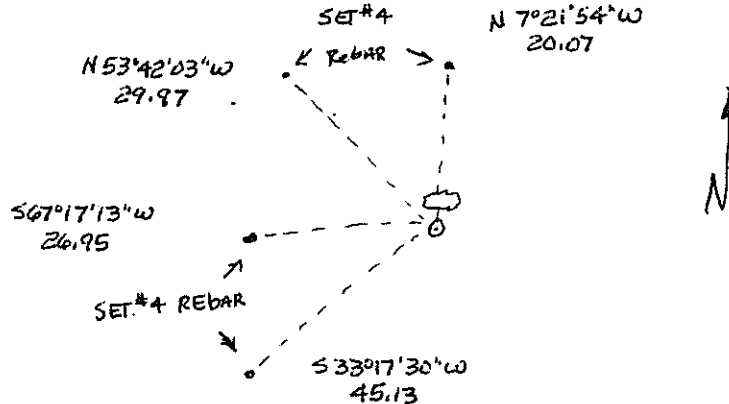 SET #4
ReBAR
N 7°21'54"W
20.07
N 53°42'03"W
29.97
S67°17'13"W
26.95
SET #4 REBAR
S 33°17'30"W
45.13
N